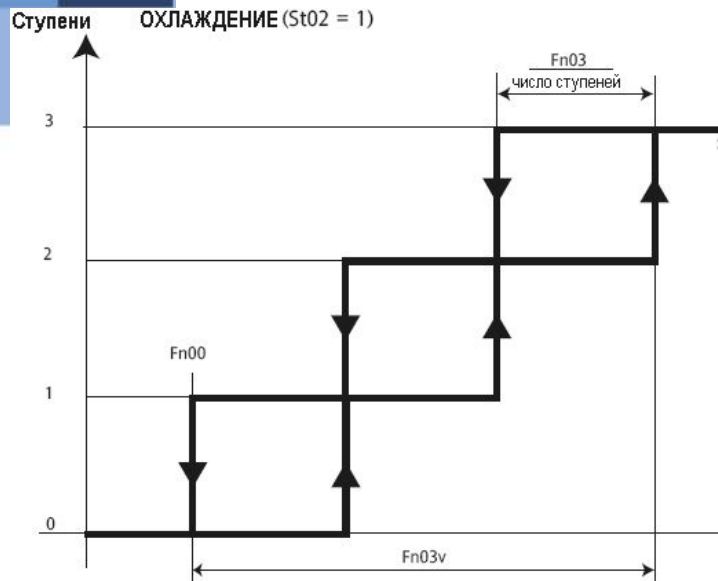 Ступени ОХЛАЖДЕНИЕ (St02 = 1)
Fn03
число ступеней
3
2
Fn00
1
0
Fn03v